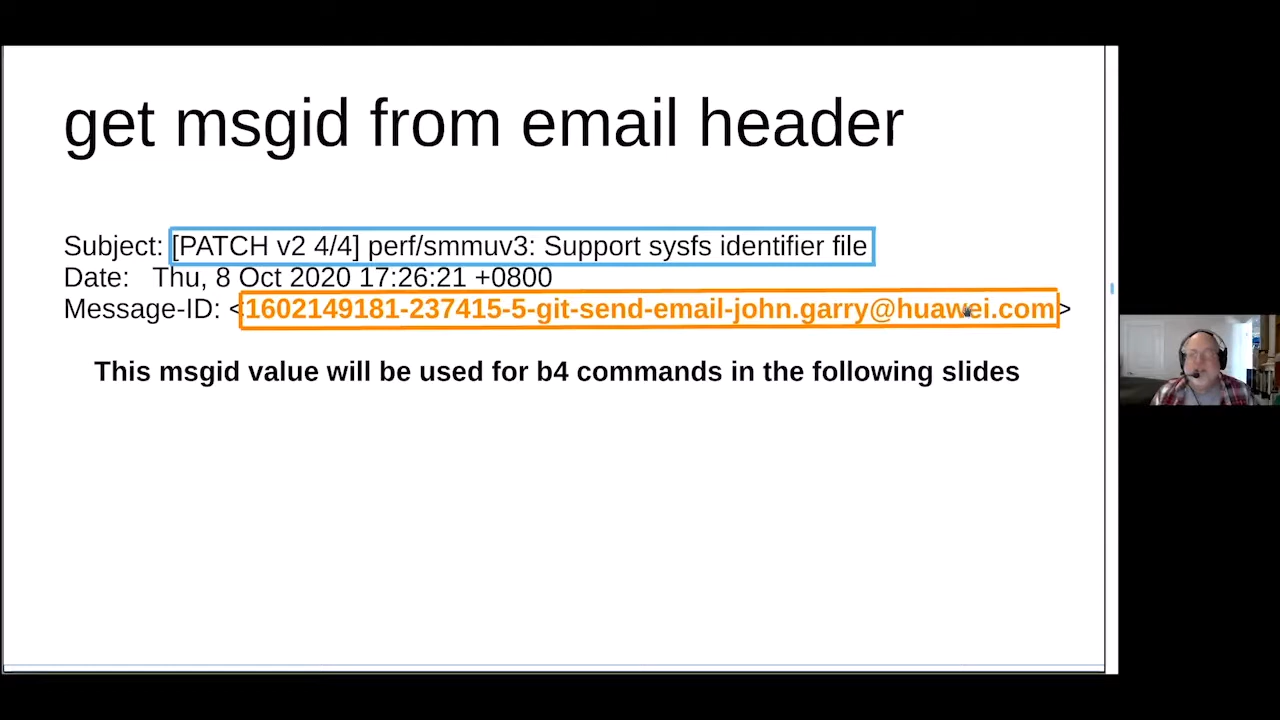 get msgid from email header
Subject: [PATCH v2 4/4] perf/smmuv3: Support sysfs identifier file
Date: Thu, 8 Oct 2020 17:26:21 +0800
Message-ID: <1602149181-237415-5-git-send-email-john.garry@huawei.com>
This msgid value will be used for b4 commands in the following slides